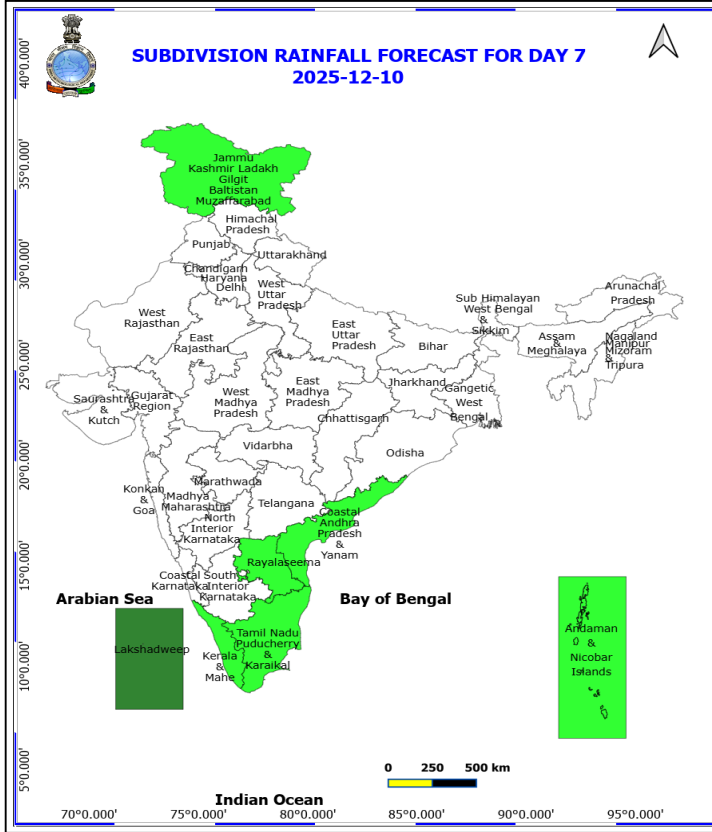 SUBDIVISION RAINFALL FORECAST FOR DAY 7
2025-12-10
40°0.000'
35°0.000'
30°0.000'
25°0.000'
20°0.000'
15°0.000'
10°0.000'
5°0.000'
Jammu
Kashmir Ladakh
Gilgit
Baltistan
Muzaffarabad
Himachal
Pradesh
Punjab
Uttarakhand
Chandigarh
Haryana
Delhi
West
Uttar
Pradesh
West
Rajasthan
East
Rajasthan
East
Uttar
Pradesh
Bihar
Sub Himalayan
West Bengal
&
Sikkim
Arunachal
Pradesh
Assam
&
Meghalaya
Nagaland
Manipur
Mizoram
&
Tripura
Saurashtra
&
Kutch
Gujarat
Region
West
Madhya
Pradesh
East
Madhya
Pradesh
Jharkhand
Gangetic
West
Bengal
Chhattisgarh
Odisha
Vidarbha
Konkan
&
Goa
Marathwada
Madhya
Maharashtra
Telangana
North
Interior
Karnataka
Coastal
Andhra
Pradesh
&
Yanam
Rayalaseema
Coastal
Karnataka
South
Interior
Karnataka
Arabian Sea
Bay of Bengal
Lakshadweep
Kerala
&
Mahe
Tamil Nadu
Puducherry
&
Karaikal
Andaman
&
Nicobar
Islands
0 250 500 km
Indian Ocean
70°0.000' 75°0.000' 80°0.000' 85°0.000' 90°0.000' 95°0.000'